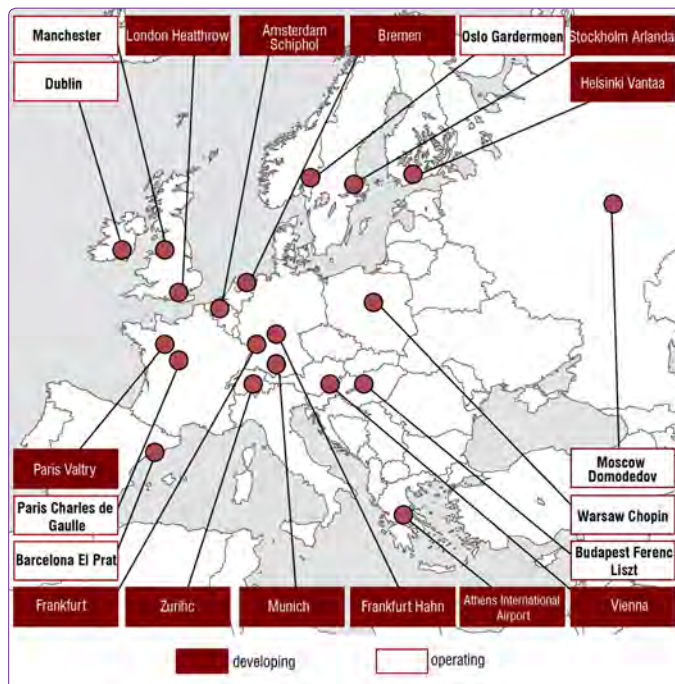 Manchester
London Heatthrow
Amsterdam
Schiphol
Bremen
Oslo Gardermoen
Stockholm Arlanda
Dublin
Helsinki Vantaa
Paris Valtry
Moscow
Domodedov
Paris Charles de
Gaulle
Warsaw Chopin
Barcelona El Prat
Budapest Ferenc
Liszt
Frankfurt
Zurihc
Munich
Frankfurt Hahn
Athens International
Airport
Vienna
developing
operating